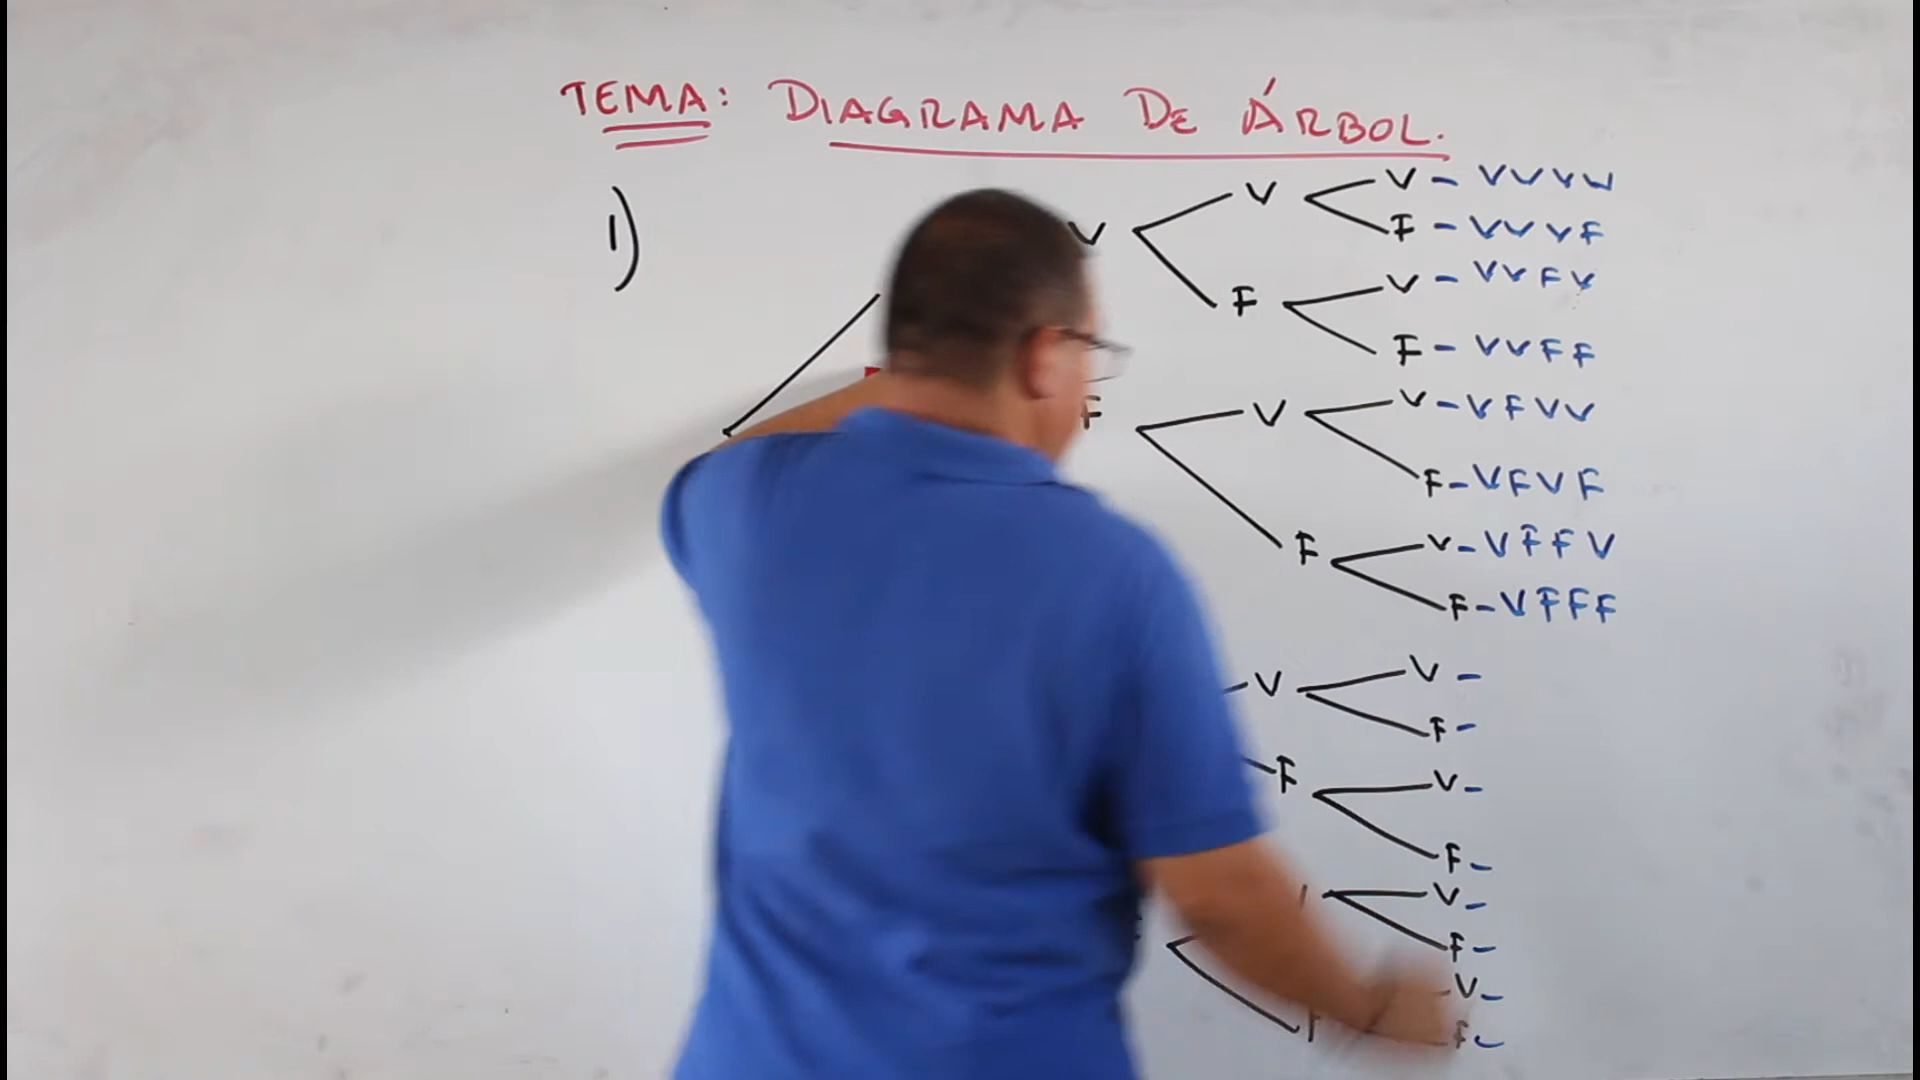 TEMA: DIAGRAMA DE ÁRBOL.
1)
V V V - VVVV
F - VVVF
F V - VVFV
F - VVFF
F V V - VFVV
F - VFVF
F V - VFFV
F - VFFF
V V -
F -
F V -
F -
V -
F -
V -
F -